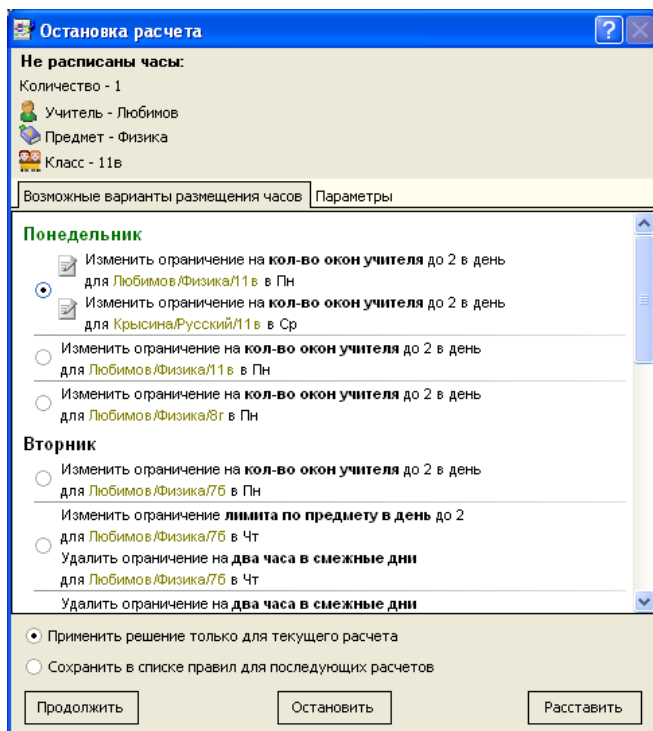 Остановка расчета
Не расписаны часы:
Количество - 1
Учитель - Любимов
Предмет - Физика
Класс - 11в
Возможные варианты размещения часов Параметры
Понедельник
Изменить ограничение на кол-во окон учителя до 2 в день
для Любимов/Физика/11в в Пн
Изменить ограничение на кол-во окон учителя до 2 в день
для Крысина/Русский/11в в Ср
Изменить ограничение на кол-во окон учителя до 2 в день
для Любимов/Физика/11в в Пн
Изменить ограничение на кол-во окон учителя до 2 в день
для Любимов/Физика/8г в Пн
Вторник
Изменить ограничение на кол-во окон учителя до 2 в день
для Любимов/Физика/7б в Пн
Изменить ограничение лимита по предмету в день до 2
для Любимов/Физика/7б в Чт
Удалить ограничение на два часа в смежные дни
для Любимов/Физика/7б в Чт
Удалить ограничение на два часа в смежные дни
Применить решение только для текущего расчета
Сохранить в списке правил для последующих расчетов
Продолжить Остановить Расставить